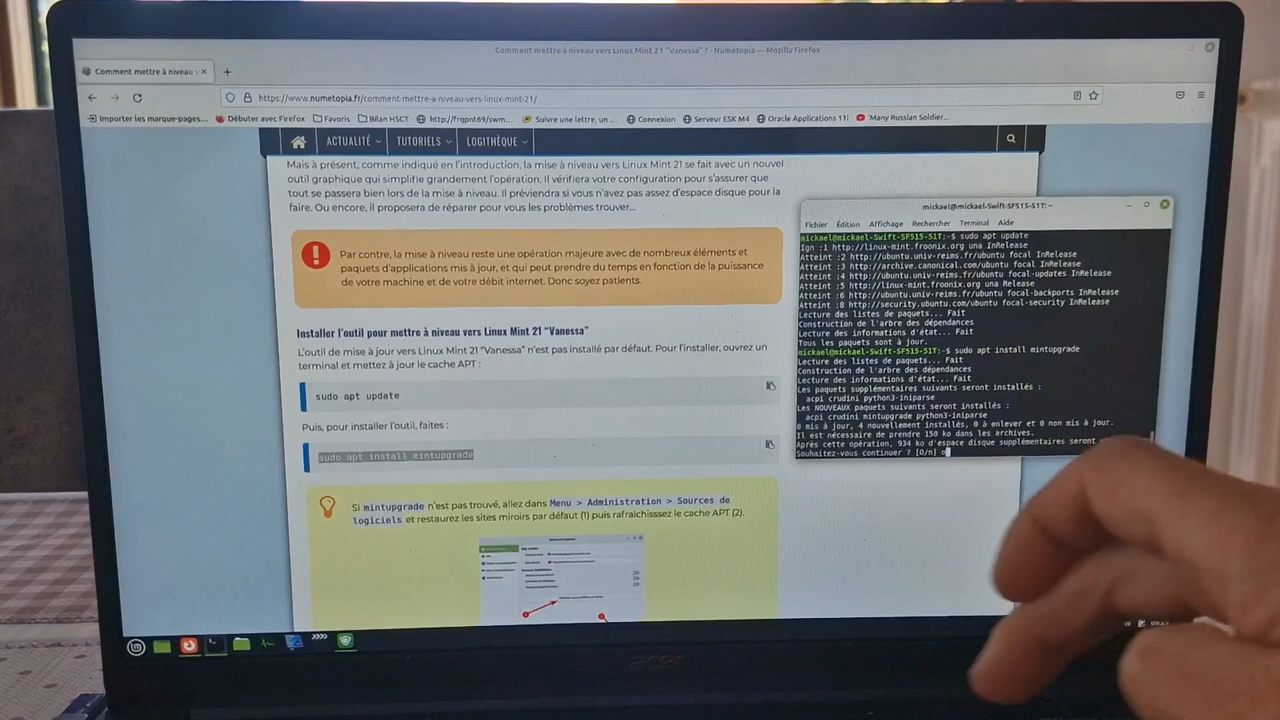 Comment mettre à niveau vers Linux Mint 21 "Vanessa" ? - Numetopia — Mozilla Firefox
Comment mettre à niveau v
https://www.numetopia.fr/comment-mettre-a-niveau-vers-linux-mint-21/
Importer les marque-pages...
Débuter avec Firefox
Favoris
Bilan HSCT
http://frqpnt69/swm...
Suivre une lettre, un ...
Connexion
Serveur ESK M4
Oracle Applications 11i
'Many Russian Soldier...
ACTUALITÉ
TUTORIELS
LOGITHÈQUE
Mais à présent, comme indiqué en l'introduction, la mise à niveau vers Linux Mint 21 se fait avec un nouvel
outil graphique qui simplifie grandement l'opération. Il vérifiera votre configuration pour s'assurer que
tout se passera bien lors de la mise à niveau. Il préviendra si vous n'avez pas assez d'espace disque pour la
faire. Ou encore, il proposera de réparer pour vous les problèmes trouver...
Par contre, la mise à niveau reste une opération majeure avec de nombreux éléments et
paquets d'applications mis à jour, et qui peut prendre du temps en fonction de la puissance
de votre machine et de votre débit internet. Donc soyez patients.
Installer l'outil pour mettre à niveau vers Linux Mint 21 "Vanessa"
L'outil de mise à jour vers Linux Mint 21 "Vanessa" n'est pas installé par défaut. Pour l'installer, ouvrez un
terminal et mettez à jour le cache APT :
sudo apt update
Puis, pour installer l'outil, faites :
sudo apt install mintupgrade
Si mintupgrade n'est pas trouvé, allez dans Menu > Administration > Sources de
logiciels et restaurez les sites miroirs par défaut (1) puis rafraichisssez le cache APT (2).
mickael@mickael-Swift-SF515-51T: ~
Fichier Édition Affichage Rechercher Terminal Aide
mickael@mickael-Swift-SF515-51T:~$ sudo apt update
Ign :1 http://linux-mint.froonix.org una InRelease
Atteint :2 http://ubuntu.univ-reims.fr/ubuntu focal InRelease
Atteint :3 http://archive.canonical.com/ubuntu focal InRelease
Atteint :4 http://ubuntu.univ-reims.fr/ubuntu focal-updates InRelease
Atteint :5 http://linux-mint.froonix.org una Release
Atteint :6 http://ubuntu.univ-reims.fr/ubuntu focal-backports InRelease
Atteint :8 http://security.ubuntu.com/ubuntu focal-security InRelease
Lecture des listes de paquets... Fait
Construction de l'arbre des dépendances
Lecture des informations d'état... Fait
Tous les paquets sont à jour.
mickael@mickael-Swift-SF515-51T:~$ sudo apt install mintupgrade
Lecture des listes de paquets... Fait
Construction de l'arbre des dépendances
Lecture des informations d'état... Fait
Les paquets supplémentaires suivants seront installés :
acpi crudini python3-iniparse
Les NOUVEAUX paquets suivants seront installés :
acpi crudini mintupgrade python3-iniparse
0 mis à jour, 4 nouvellement installés, 0 à enlever et 0 non mis à jour.
Il est nécessaire de prendre 150 ko dans les archives.
Après cette opération, 934 ko d'espace disque supplémentaires seront
Souhaitez-vous continuer ? [O/n] o
acer